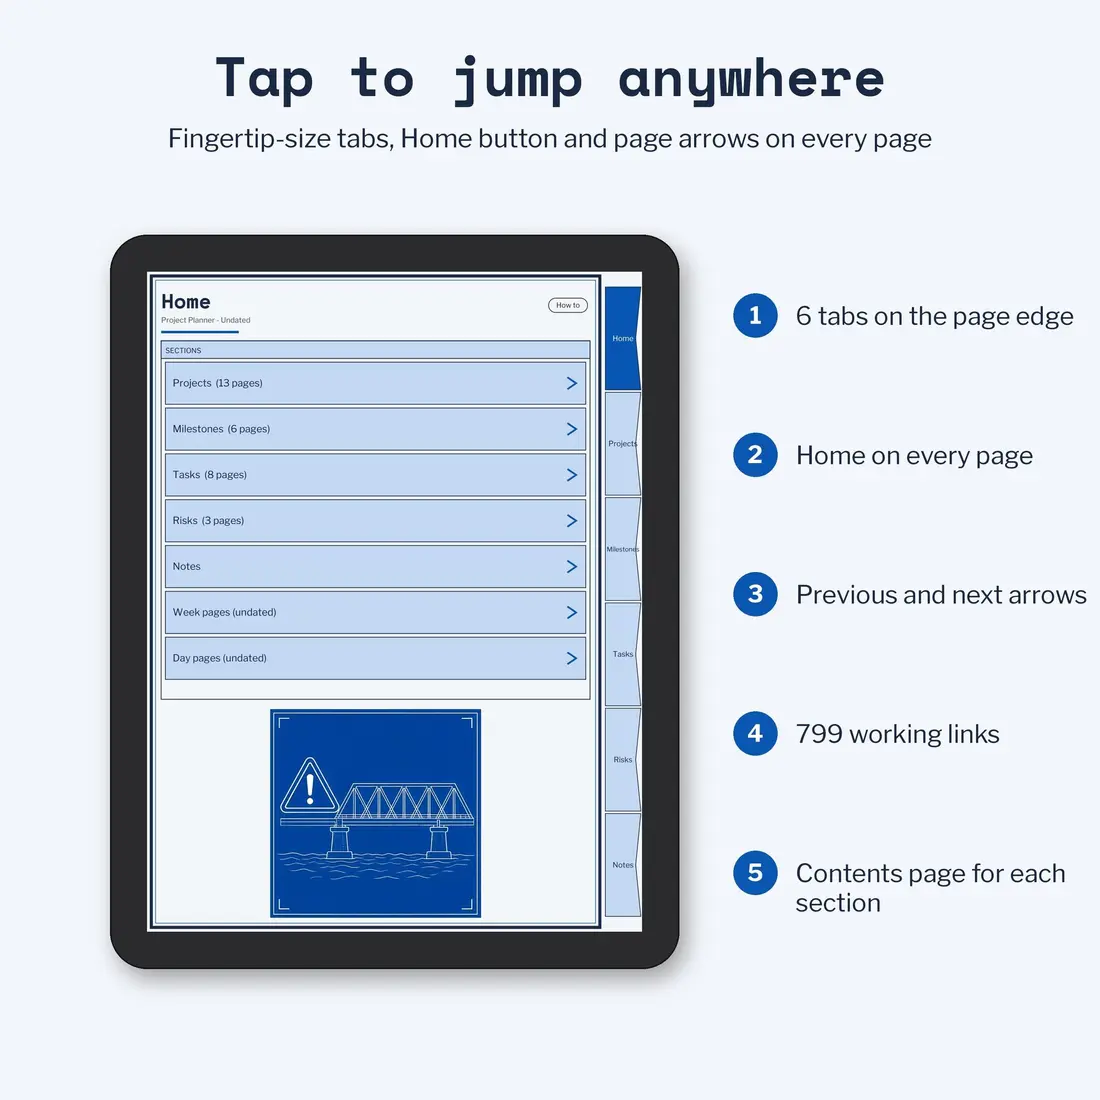 Tap to jump anywhere
Fingertip-size tabs, Home button and page arrows on every page
Home
Project Planner - Undated
How to
SECTIONS
Projects (13 pages)
Milestones (6 pages)
Tasks (8 pages)
Risks (3 pages)
Notes
Week pages (undated)
Day pages (undated)
Home
Projects
Milestones
Tasks
Risks
Notes
1 6 tabs on the page edge
2 Home on every page
3 Previous and next arrows
4 799 working links
5 Contents page for each
section